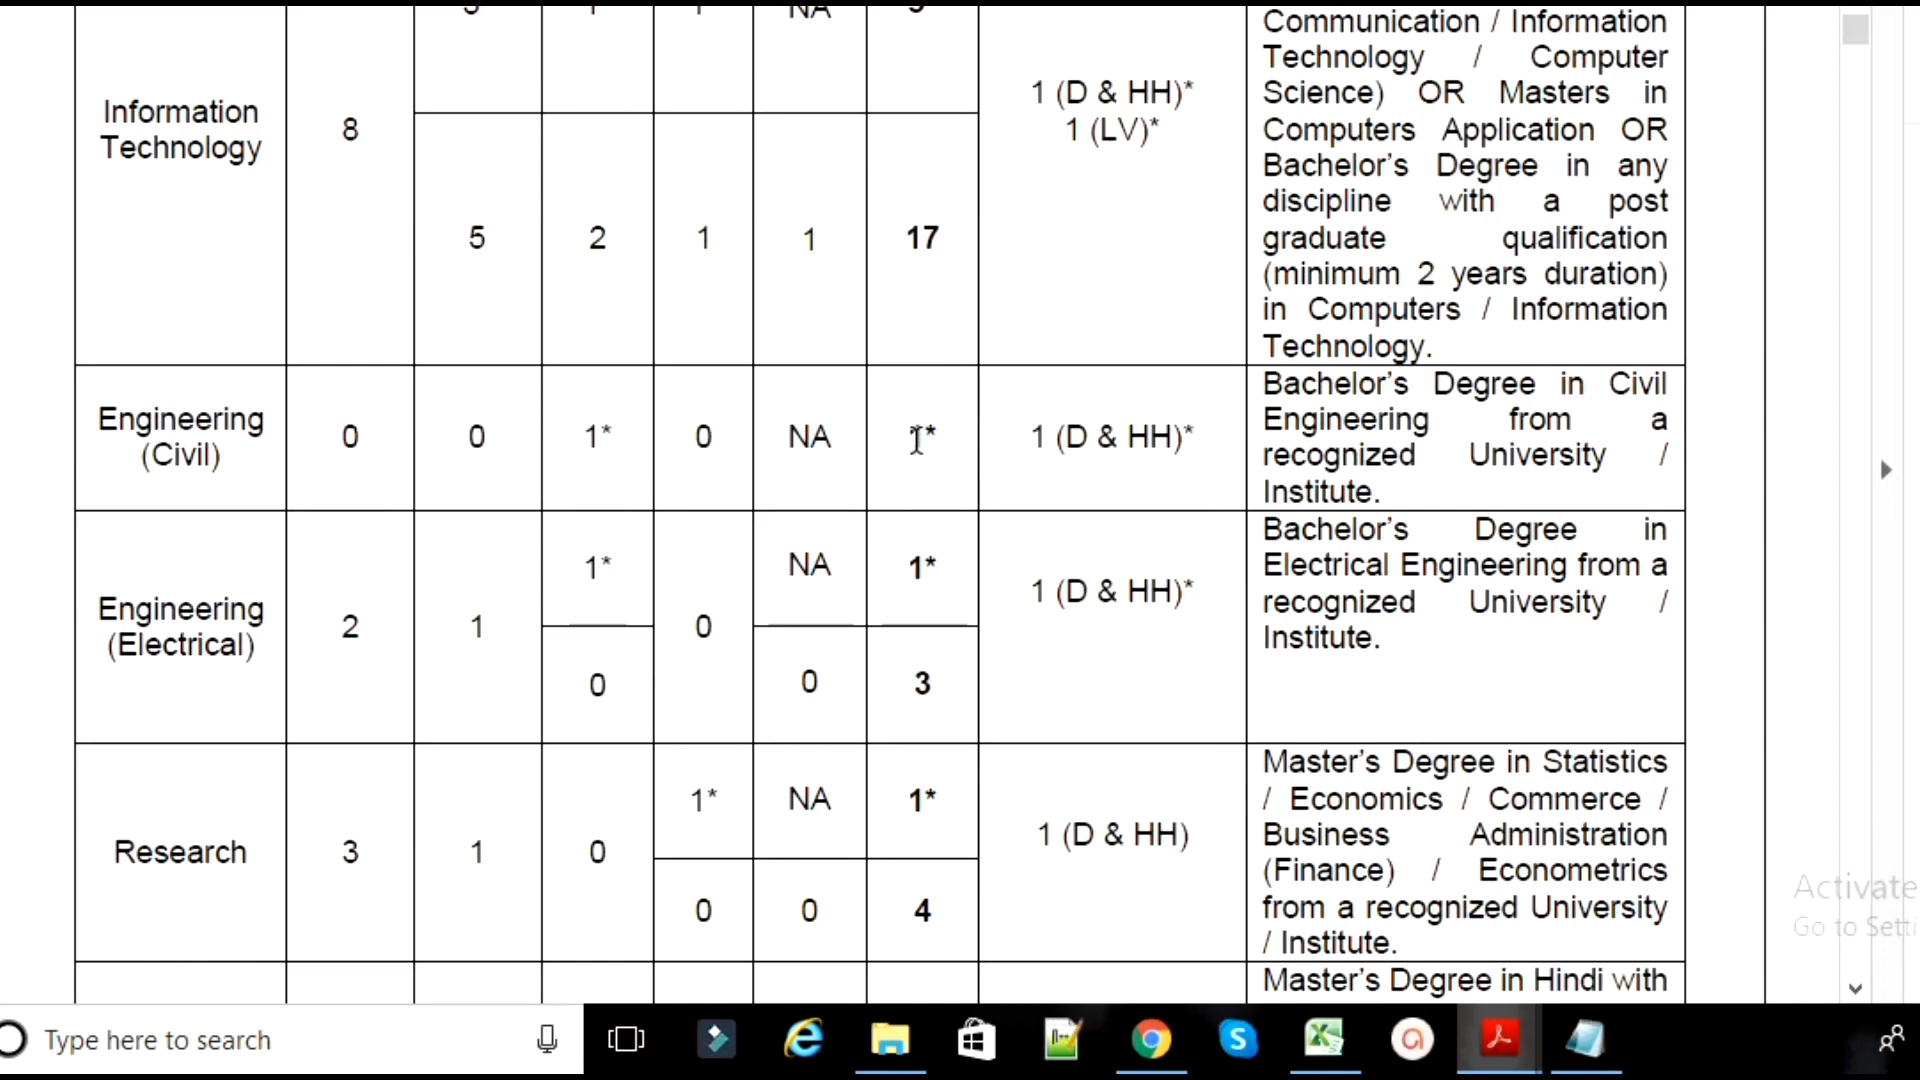 NA
Communication / Information
Technology / Computer
Science) OR Masters in
Computers Application OR
Bachelor's Degree in any
discipline with a post
graduate qualification
(minimum 2 years duration)
in Computers / Information
Technology.
Information
Technology
8
1 (D & HH)*
1 (LV)*
5 2 1 1 17
Engineering
(Civil)
0 0 1* 0 NA 1* 1 (D & HH)*
Bachelor's Degree in Civil
Engineering from a
recognized University /
Institute.
Engineering
(Electrical)
2 1 1* 0 NA 1* 1 (D & HH)*
0 0 3
Bachelor's Degree in
Electrical Engineering from a
recognized University /
Institute.
Research 3 1 0 1* NA 1* 1 (D & HH)
0 0 4
Master's Degree in Statistics
/ Economics / Commerce /
Business Administration
(Finance) / Econometrics
from a recognized University
/ Institute.
Master's Degree in Hindi with
Activate
Go to Setti
Type here to search